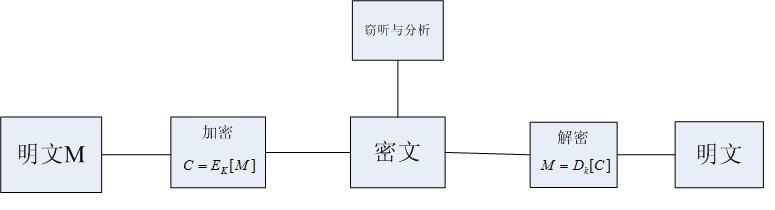 窃听与分析
明文M
加密
C = E_K[M]
密文
解密
M = D_k[C]
明文